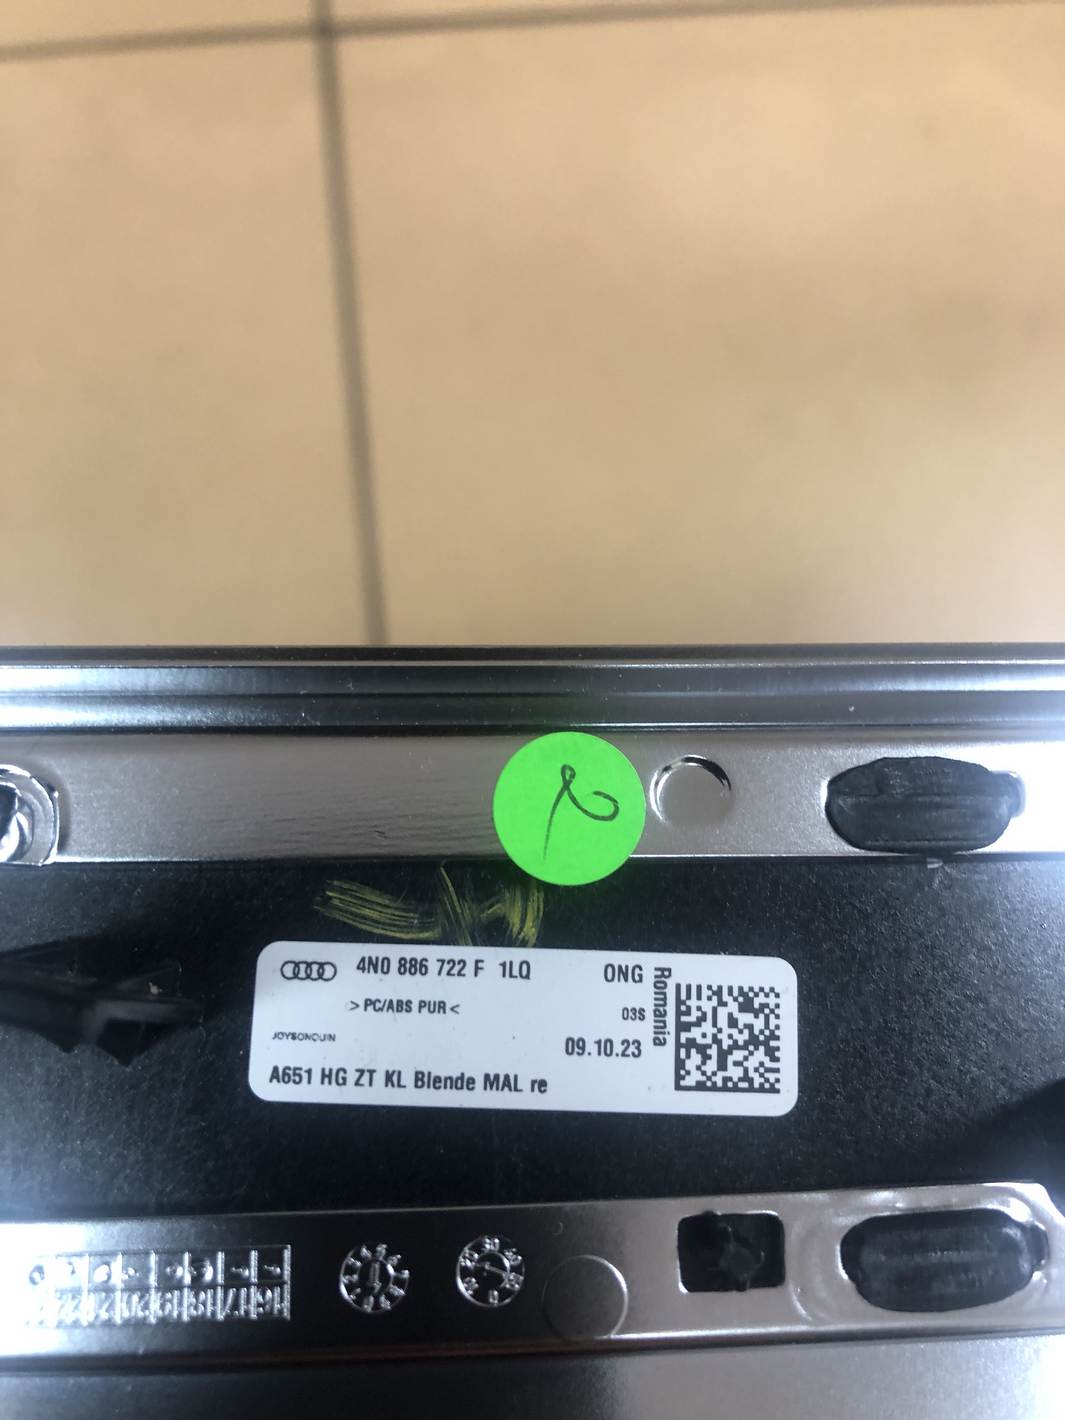 4N0 886 722 F 1LQ ONG
> PC/ABS PUR <
03S
Romania
JOYSONQUIN
09.10.23
A651 HG ZT KL Blende MAL re